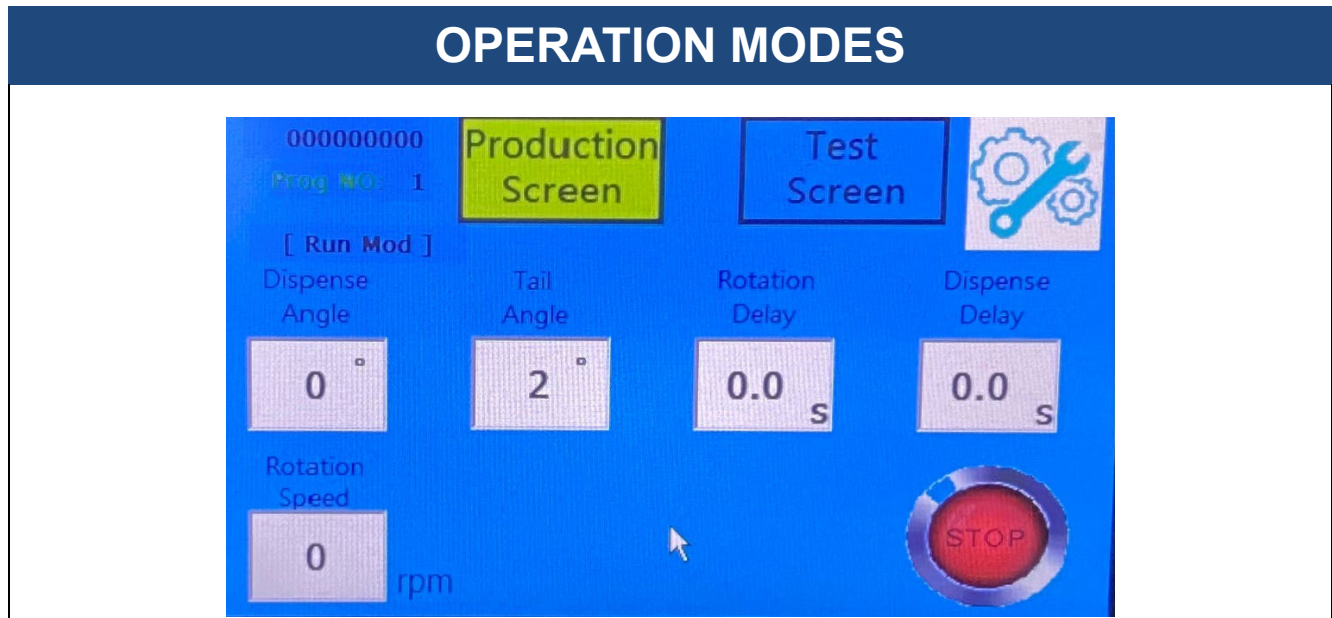 OPERATION MODES
000000000
Production
Screen
Test
Screen
Prog NO: 1
[ Run Mod ]
Dispense
Angle
Tail
Angle
Rotation
Delay
Dispense
Delay
0 °
2 °
0.0 s
0.0 s
Rotation
Speed
0 rpm
STOP